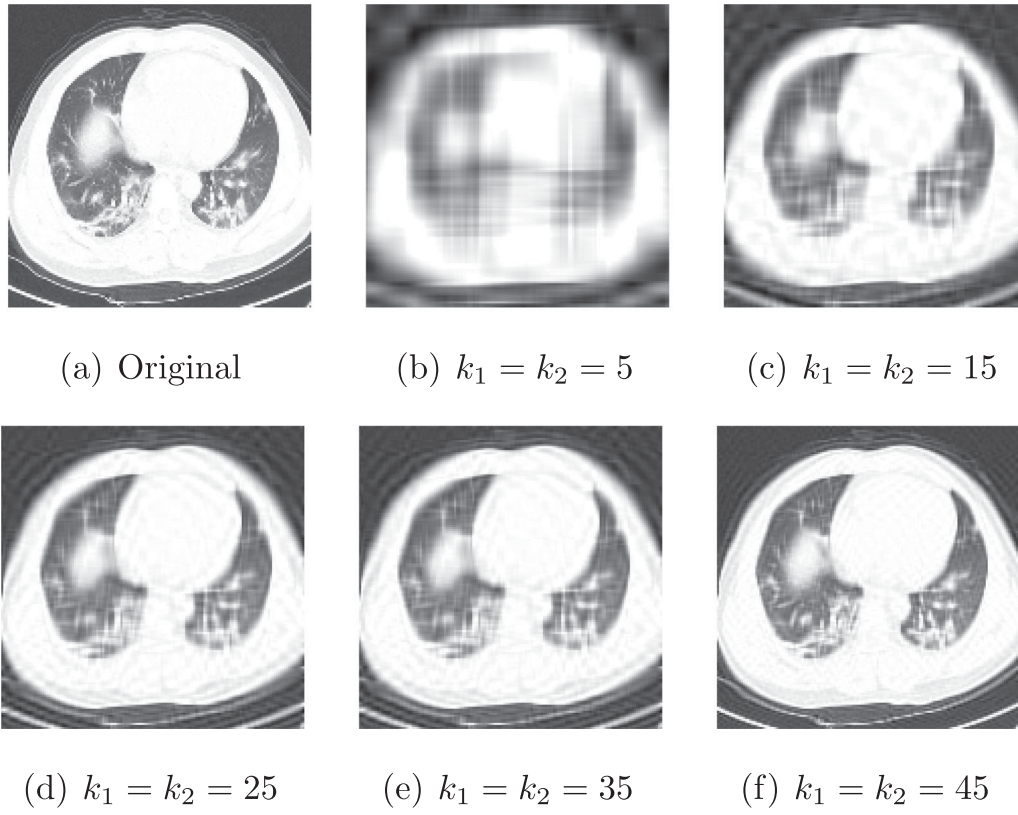 (a) Original
(b) k₁ = k₂ = 5
(c) k₁ = k₂ = 15
(d) k₁ = k₂ = 25
(e) k₁ = k₂ = 35
(f) k₁ = k₂ = 45